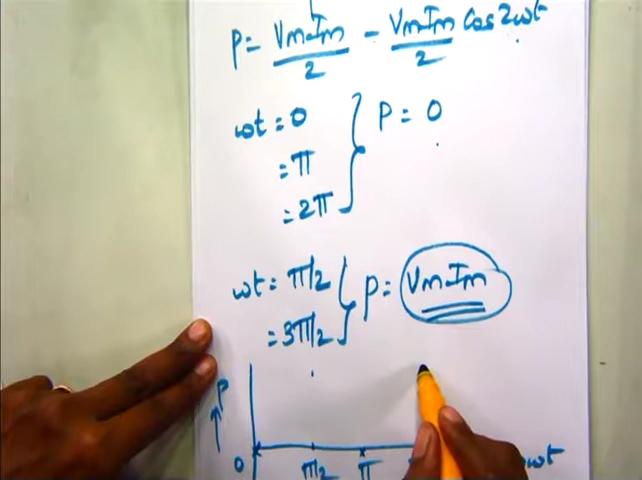 P = VmIm/2 - VmIm/2 Cos 2ωt
ωt = 0
= π
= 2π
P = 0
ωt = π/2
= 3π/2
P = VmIm
P
0 π/2 π ωt